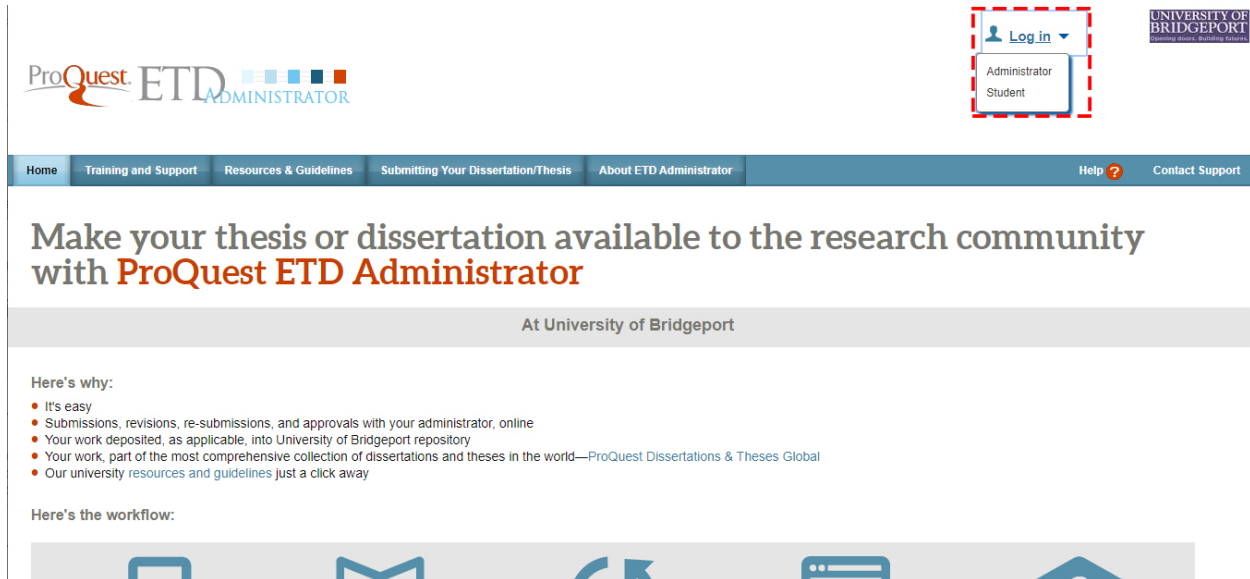 Log in
UNIVERSITY OF
BRIDGEPORT
Opening doors. Building futures.
Administrator
Student
ProQuest. ETD ADMINISTRATOR
Home Training and Support Resources & Guidelines Submitting Your Dissertation/Thesis About ETD Administrator Help ? Contact Support
Make your thesis or dissertation available to the research community
with ProQuest ETD Administrator
At University of Bridgeport
Here's why:
It's easy
Submissions, revisions, re-submissions, and approvals with your administrator, online
Your work deposited, as applicable, into University of Bridgeport repository
Your work, part of the most comprehensive collection of dissertations and theses in the world—ProQuest Dissertations & Theses Global
Our university resources and guidelines just a click away
Here's the workflow: